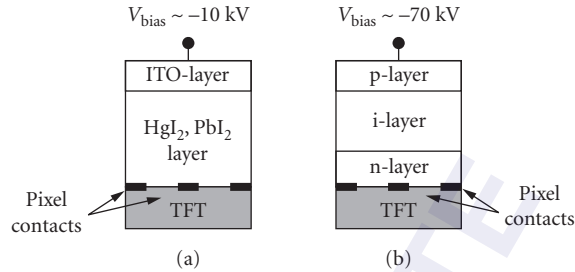 V_bias ~ –10 kV
ITO-layer
HgI₂, PbI₂
layer
Pixel
contacts
TFT
(a)
V_bias ~ –70 kV
p-layer
i-layer
n-layer
TFT
Pixel
contacts
(b)
TE